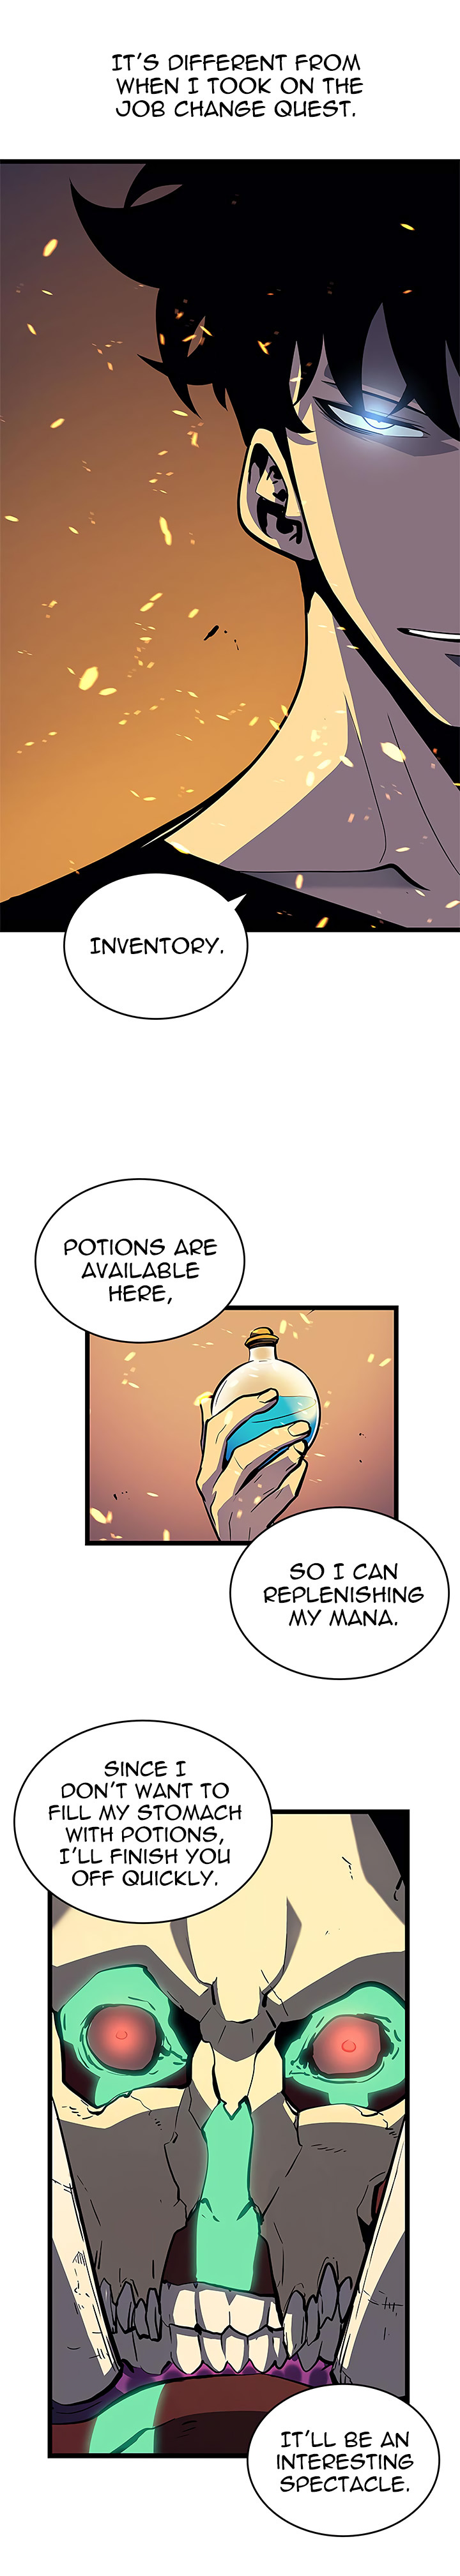 IT'S DIFFERENT FROM
WHEN I TOOK ON THE
JOB CHANGE QUEST.
INVENTORY.
POTIONS ARE
AVAILABLE
HERE,
SO I CAN
REPLENISHING
MY MANA.
SINCE I
DON'T WANT TO
FILL MY STOMACH
WITH POTIONS,
I'LL FINISH YOU
OFF QUICKLY.
IT'LL BE AN
INTERESTING
SPECTACLE.